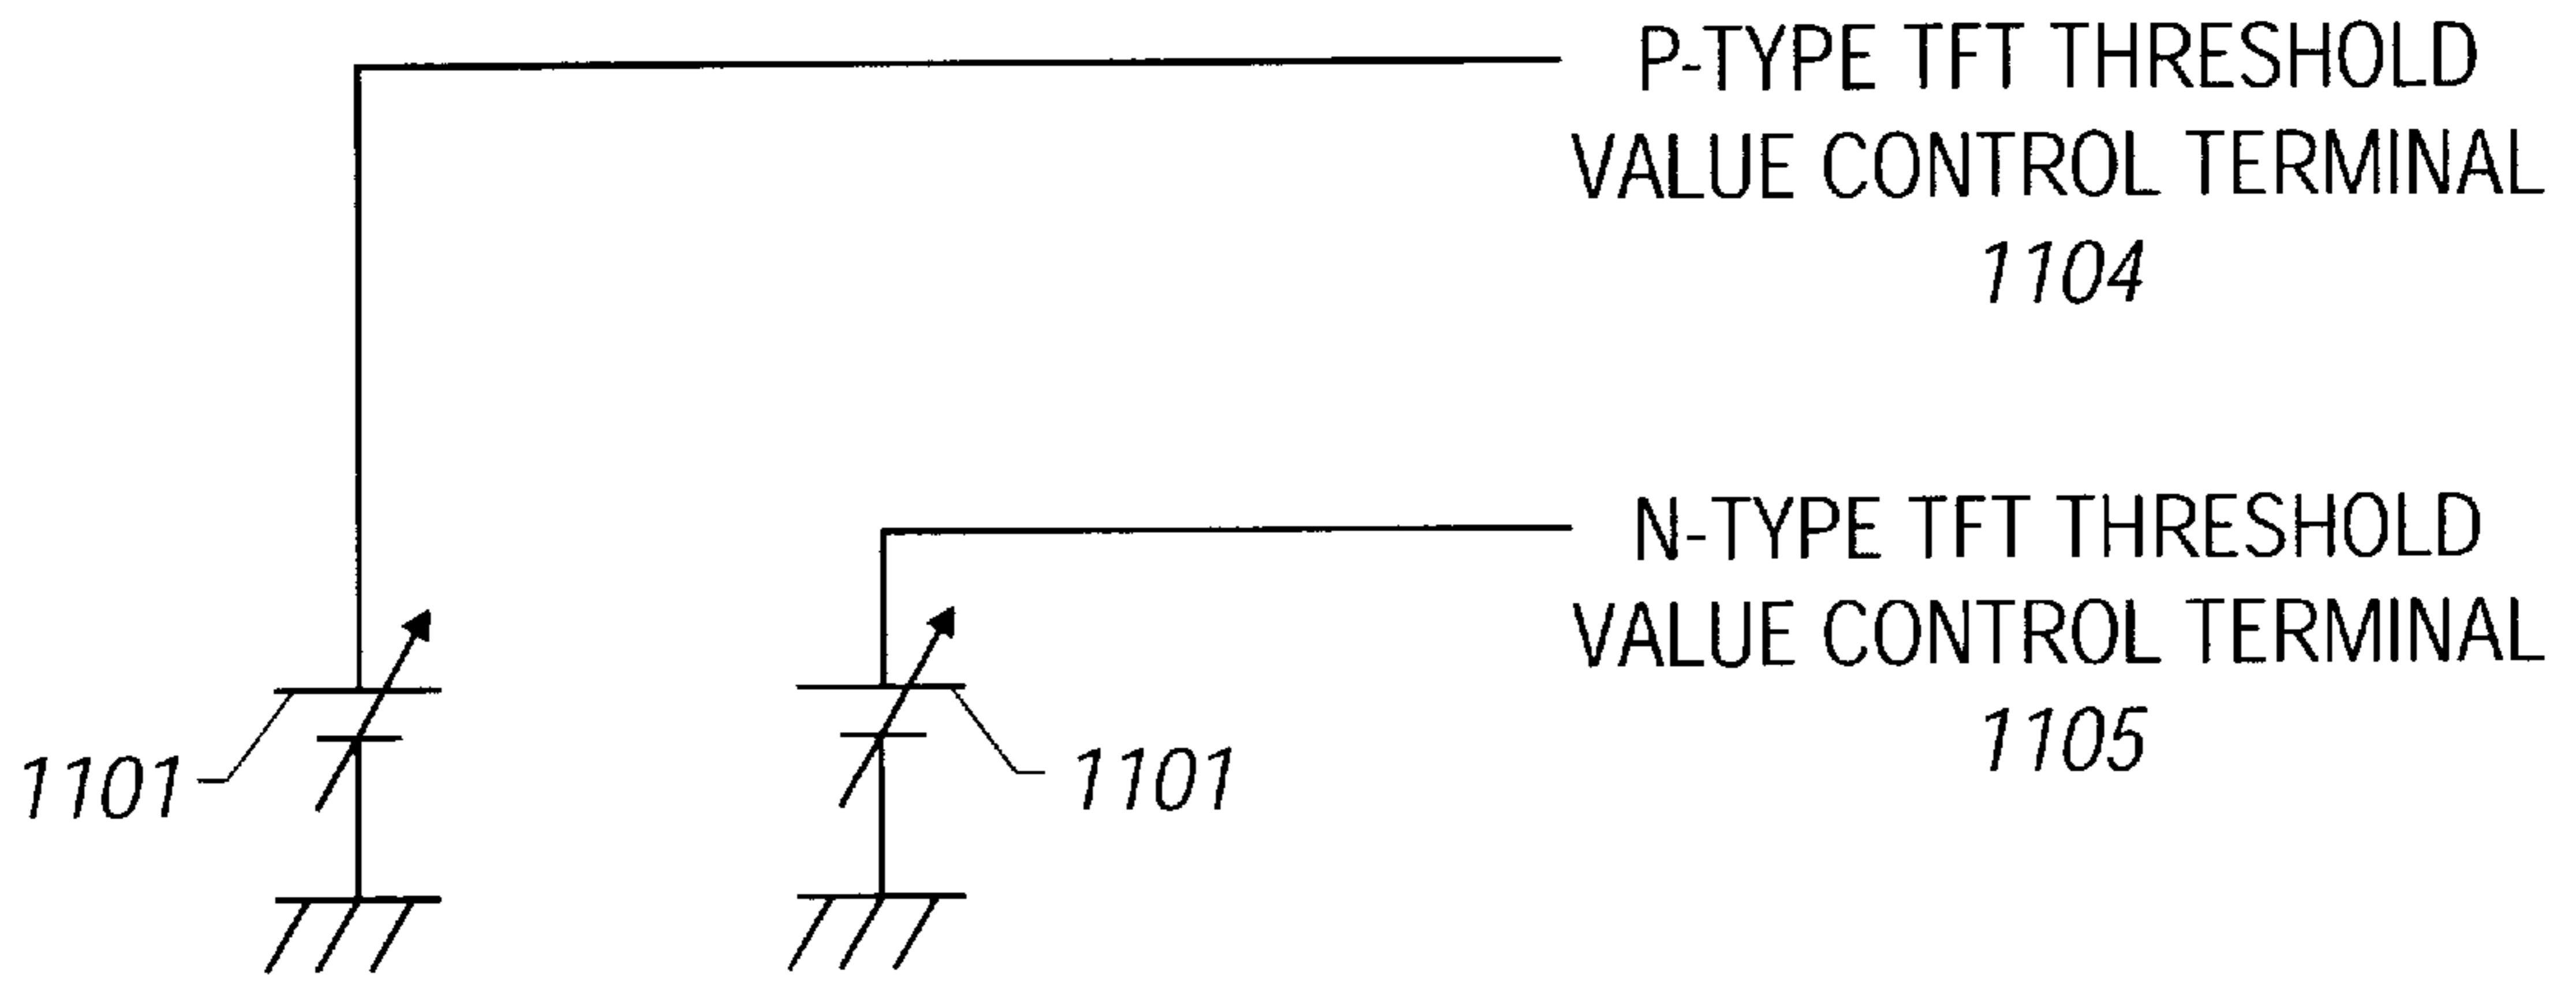 P-TYPE TFT THRESHOLD
VALUE CONTROL TERMINAL
1104
N-TYPE TFT THRESHOLD
VALUE CONTROL TERMINAL
1105
1101
1101